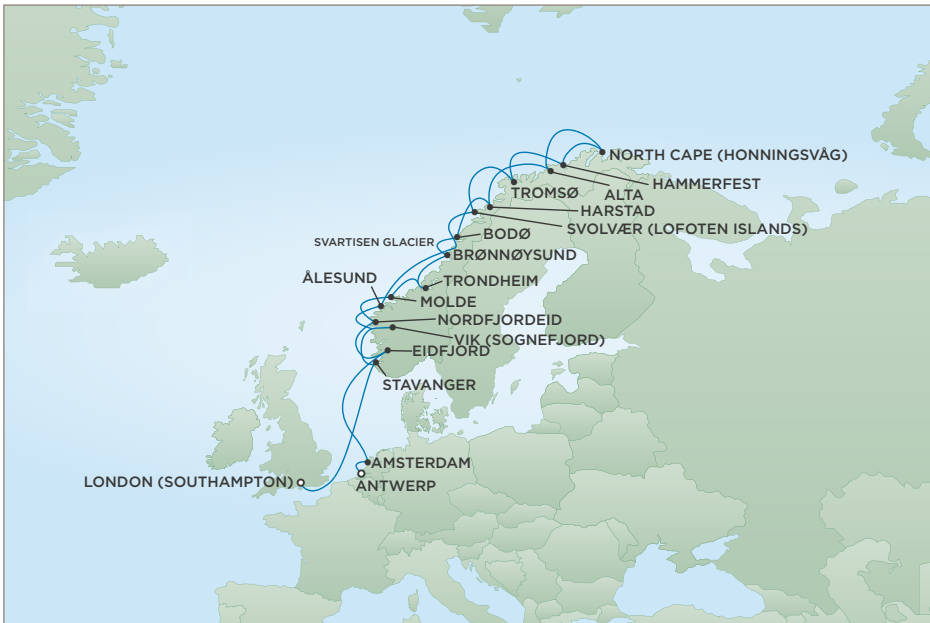 NORTH CAPE (HONNINGSVÅG)
HAMMERFEST
TROMSØ
ALTA
HARSTAD
SVOLVÆR (LOFOTEN ISLANDS)
BODØ
SVARTISEN GLACIER
BRØNNØYSUND
ÅLESUND
TRONDHEIM
MOLDE
NORDFJORDEID
VIK (SOGNEFJORD)
EIDFJORD
STAVANGER
AMSTERDAM
LONDON (SOUTHAMPTON)
ANTWERP